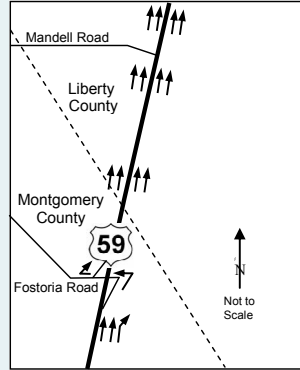 Mandell Road
Liberty
County
Montgomery
County
59
Fostoria Road
N
Not to
Scale